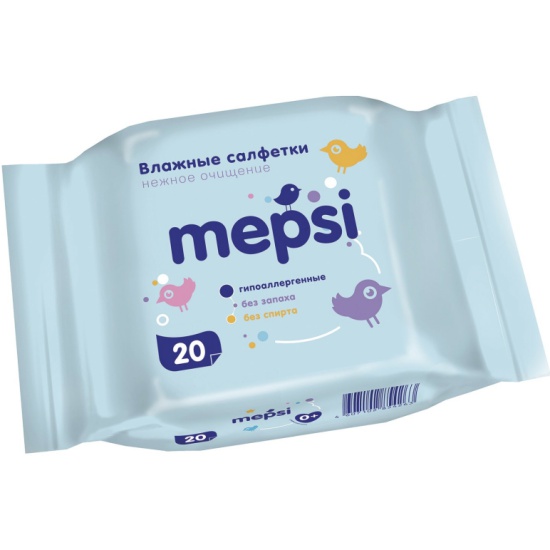 Влажные салфетки
нежное очищение
mepsi
гипоаллергенные
без запаха
без спирта
20
mepsi
0+
20